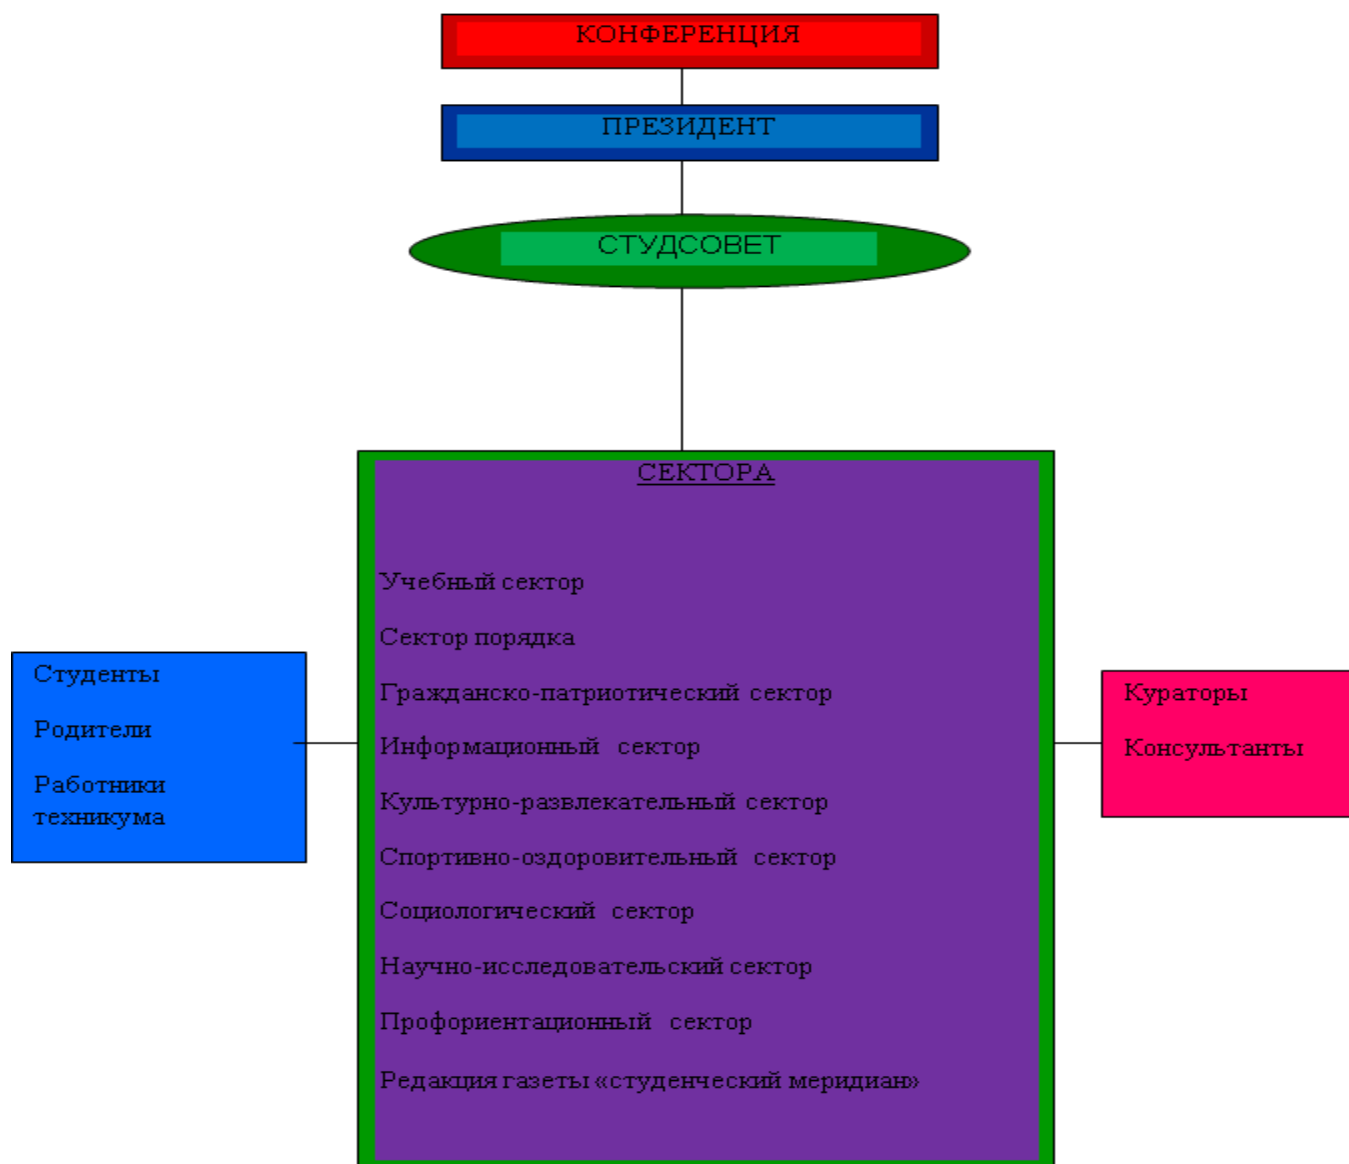 КОНФЕРЕНЦИЯ
ПРЕЗИДЕНТ
СТУДСОВЕТ
СЕКТОРА
Учебный сектор
Сектор порядка
Гражданско-патриотический сектор
Информационный сектор
Культурно-развлекательный сектор
Спортивно-оздоровительный сектор
Социологический сектор
Научно-исследовательский сектор
Профориентационный сектор
Редакция газеты «студенческий меридиан»
Студенты
Родители
Работники
техникума
Кураторы
Консультанты